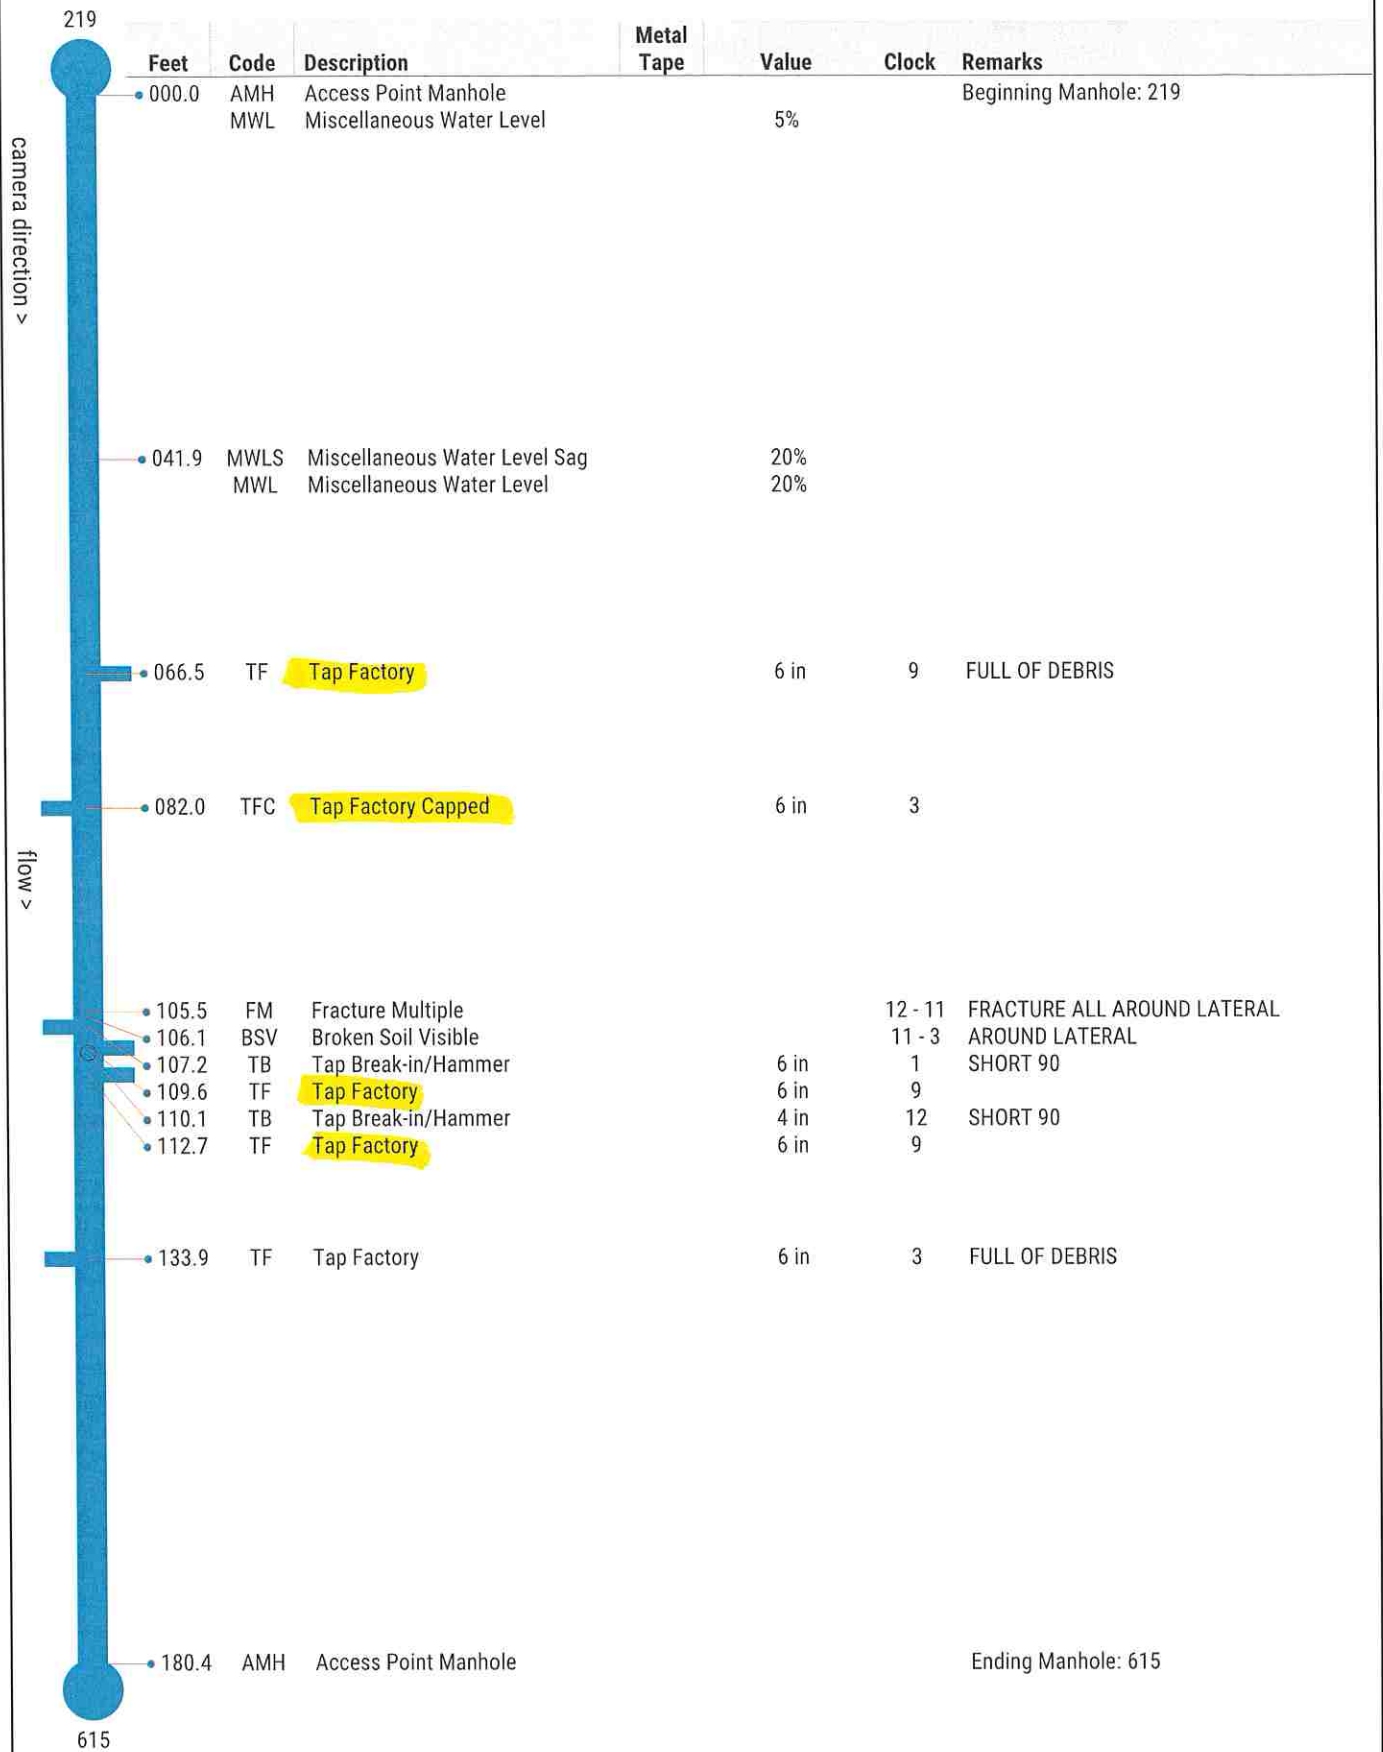 219
Metal
Feet Code Description Tape Value Clock Remarks
000.0 AMH Access Point Manhole Beginning Manhole: 219
MWL Miscellaneous Water Level 5%
camera direction >
041.9 MWLS Miscellaneous Water Level Sag 20%
MWL Miscellaneous Water Level 20%
066.5 TF Tap Factory 6 in 9 FULL OF DEBRIS
082.0 TFC Tap Factory Capped 6 in 3
flow >
105.5 FM Fracture Multiple 12 - 11 FRACTURE ALL AROUND LATERAL
106.1 BSV Broken Soil Visible 11 - 3 AROUND LATERAL
107.2 TB Tap Break-in/Hammer 6 in 1 SHORT 90
109.6 TF Tap Factory 6 in 9
110.1 TB Tap Break-in/Hammer 4 in 12 SHORT 90
112.7 TF Tap Factory 6 in 9
133.9 TF Tap Factory 6 in 3 FULL OF DEBRIS
180.4 AMH Access Point Manhole Ending Manhole: 615
615